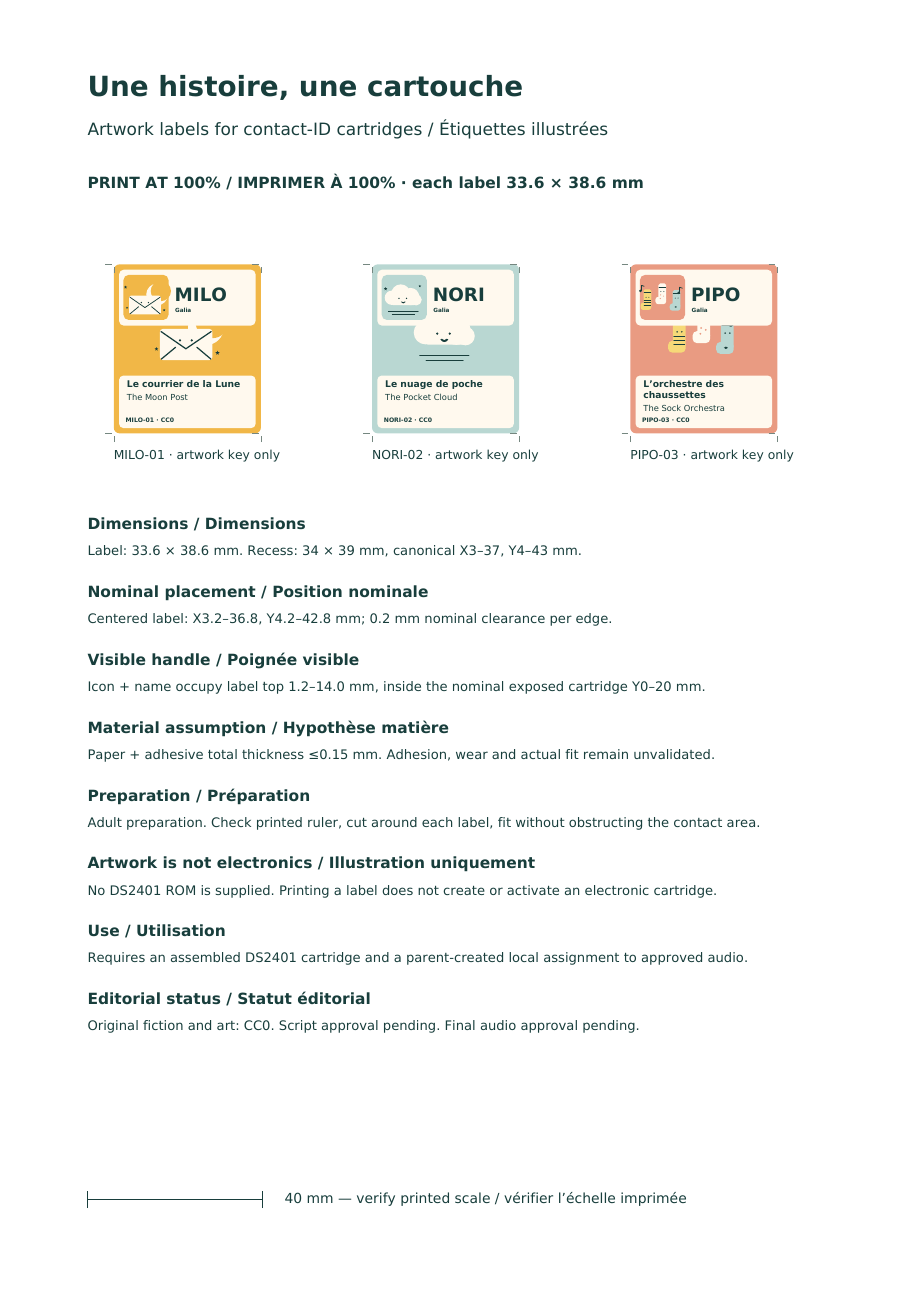 Une histoire, une cartouche
Artwork labels for contact-ID cartridges / Étiquettes illustrées
PRINT AT 100% / IMPRIMER À 100% · each label 33.6 × 38.6 mm
MILO
Galia
Le courrier de la Lune
The Moon Post
MILO-01 · CC0
MILO-01 · artwork key only
NORI
Galia
Le nuage de poche
The Pocket Cloud
NORI-02 · CC0
NORI-02 · artwork key only
PIPO
Galia
L’orchestre des
chaussettes
The Sock Orchestra
PIPO-03 · CC0
PIPO-03 · artwork key only
Dimensions / Dimensions
Label: 33.6 × 38.6 mm. Recess: 34 × 39 mm, canonical X3–37, Y4–43 mm.
Nominal placement / Position nominale
Centered label: X3.2–36.8, Y4.2–42.8 mm; 0.2 mm nominal clearance per edge.
Visible handle / Poignée visible
Icon + name occupy label top 1.2–14.0 mm, inside the nominal exposed cartridge Y0–20 mm.
Material assumption / Hypothèse matière
Paper + adhesive total thickness ≤0.15 mm. Adhesion, wear and actual fit remain unvalidated.
Preparation / Préparation
Adult preparation. Check printed ruler, cut around each label, fit without obstructing the contact area.
Artwork is not electronics / Illustration uniquement
No DS2401 ROM is supplied. Printing a label does not create or activate an electronic cartridge.
Use / Utilisation
Requires an assembled DS2401 cartridge and a parent-created local assignment to approved audio.
Editorial status / Statut éditorial
Original fiction and art: CC0. Script approval pending. Final audio approval pending.
40 mm — verify printed scale / vérifier l’échelle imprimée